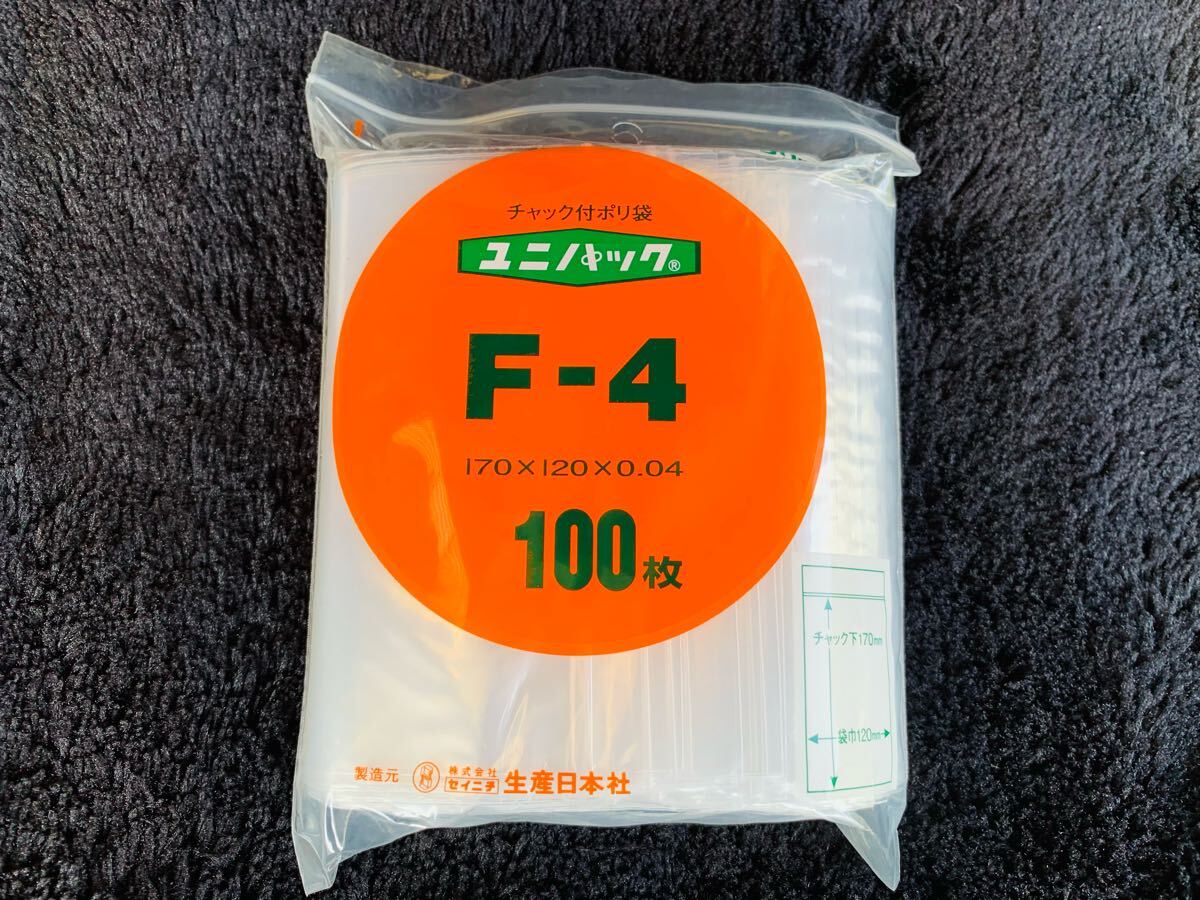 チャック付ポリ袋
ユニパック®
F-4
170×120×0.04
100枚
チャック下170mm
袋巾120mm
製造元 株式会社 セイニチ 生産日本社